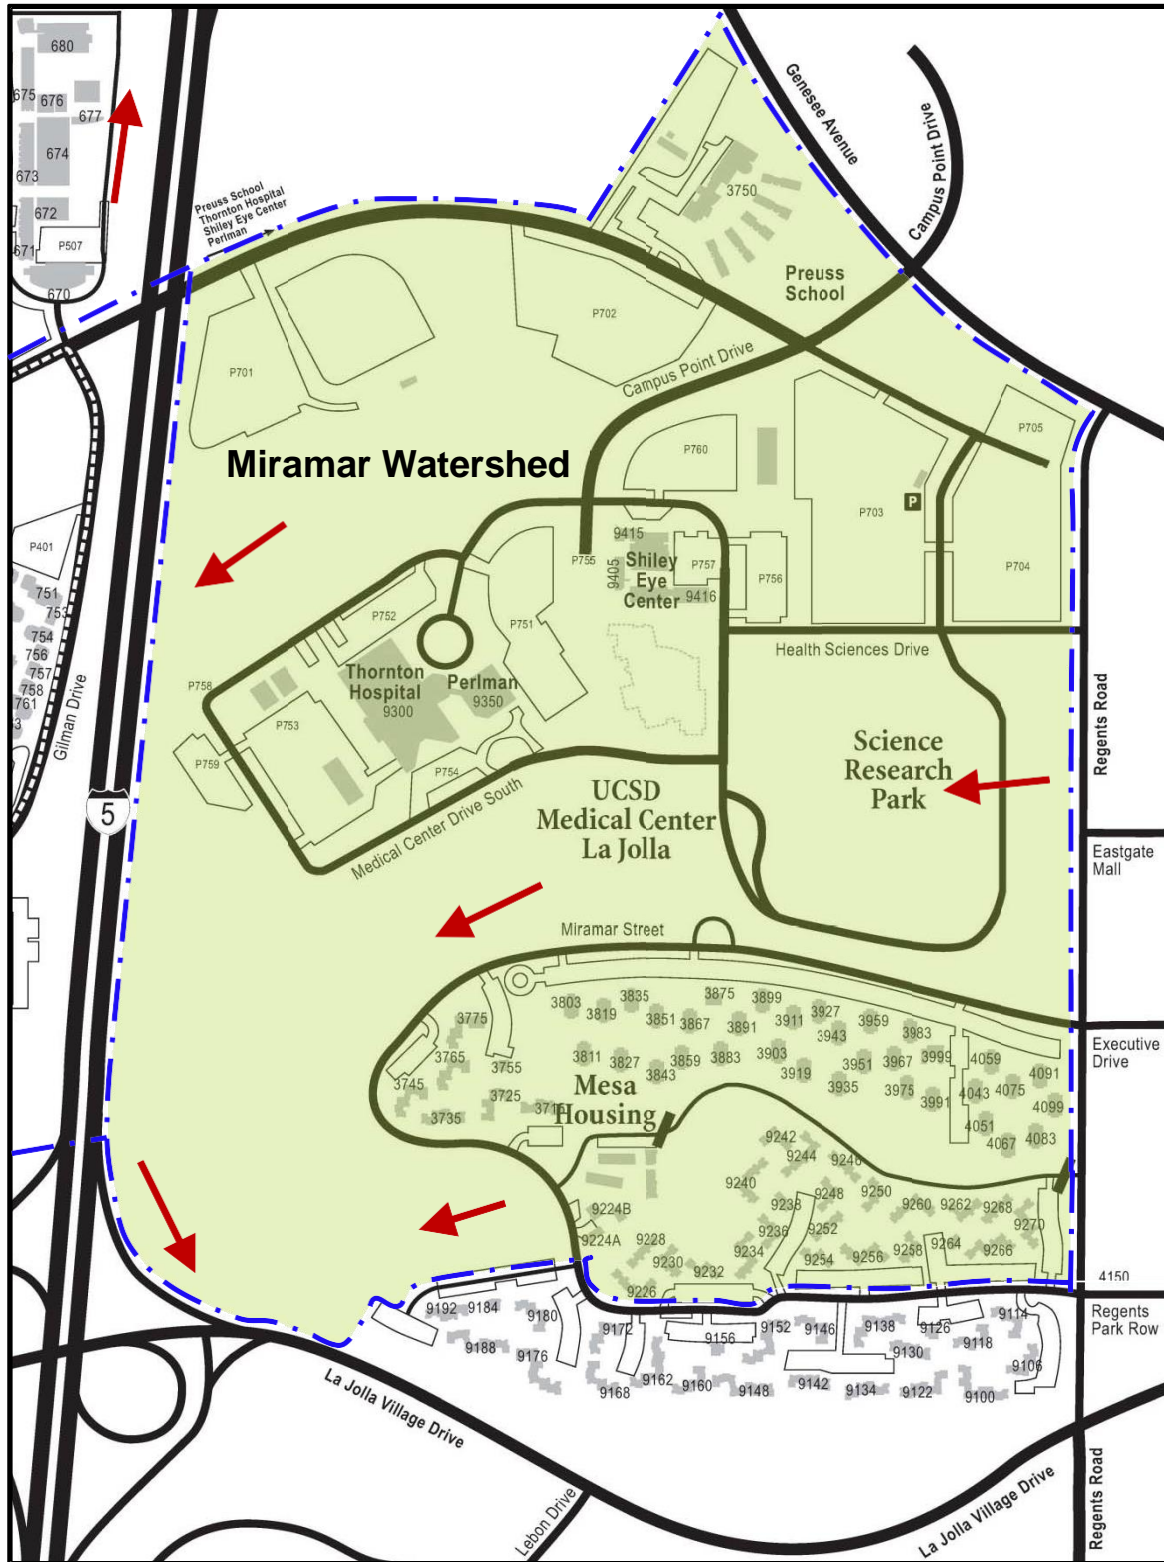 680
675
676
677
674
673
672
671
P507
670
Preuss School
Thornton Hospital
Shiley Eye Center
Perlman
Genesee Avenue
Campus Point Drive
3750
Preuss
School
P702
P701
Campus Point Drive
P705
Miramar Watershed
P760
P
P703
P401
9415
P755
Shiley
Eye
Center
9405
P757
P756
9416
P704
751
753
754
756
757
758
761
P752
P751
Health Sciences Drive
Gilman Drive
Thornton
Hospital
9300
Perlman
9350
P758
P753
P759
P754
Regents Road
Science
Research
Park
5
UCSD
Medical Center
La Jolla
Medical Center Drive South
Eastgate
Mall
Miramar Street
3803
3819
3835
3851
3867
3875
3891
3899
3911
3927
3943
3959
3983
3775
3765
3755
3745
3725
3735
3715
3811
3827
3843
3859
3883
3903
3919
3935
3951
3967
3975
3999
3991
4059
4043
4075
4091
4099
4051
4067
4083
Executive
Drive
Mesa
Housing
9242
9244
9246
9240
9238
9248
9250
9260
9262
9268
9270
9224B
9224A
9228
9236
9252
9230
9234
9254
9256
9258
9264
9266
9232
9226
4150
Regents
Park Row
9192
9184
9180
9188
9176
9172
9156
9152
9146
9138
9126
9114
9130
9118
9106
9168
9162
9160
9148
9142
9134
9122
9100
La Jolla Village Drive
Lebon Drive
La Jolla Village Drive
Regents Road